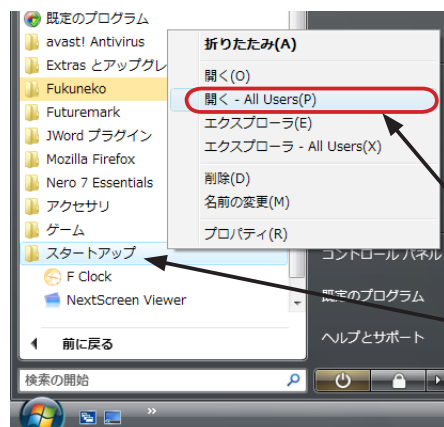 既定のプログラム
avast! Antivirus
Extras とアップグレ
Fukuneko
Futuremark
JWord プラグイン
Mozilla Firefox
Nero 7 Essentials
アクセサリ
ゲーム
スタートアップ
F Clock
NextScreen Viewer
前に戻る
検索の開始
折りたたみ(A)
開く(O)
開く - All Users(P)
エクスプローラ(E)
エクスプローラ - All Users(X)
削除(D)
名前の変更(M)
プロパティ(R)
コントロール パネル
既定のプログラム
ヘルプとサポート